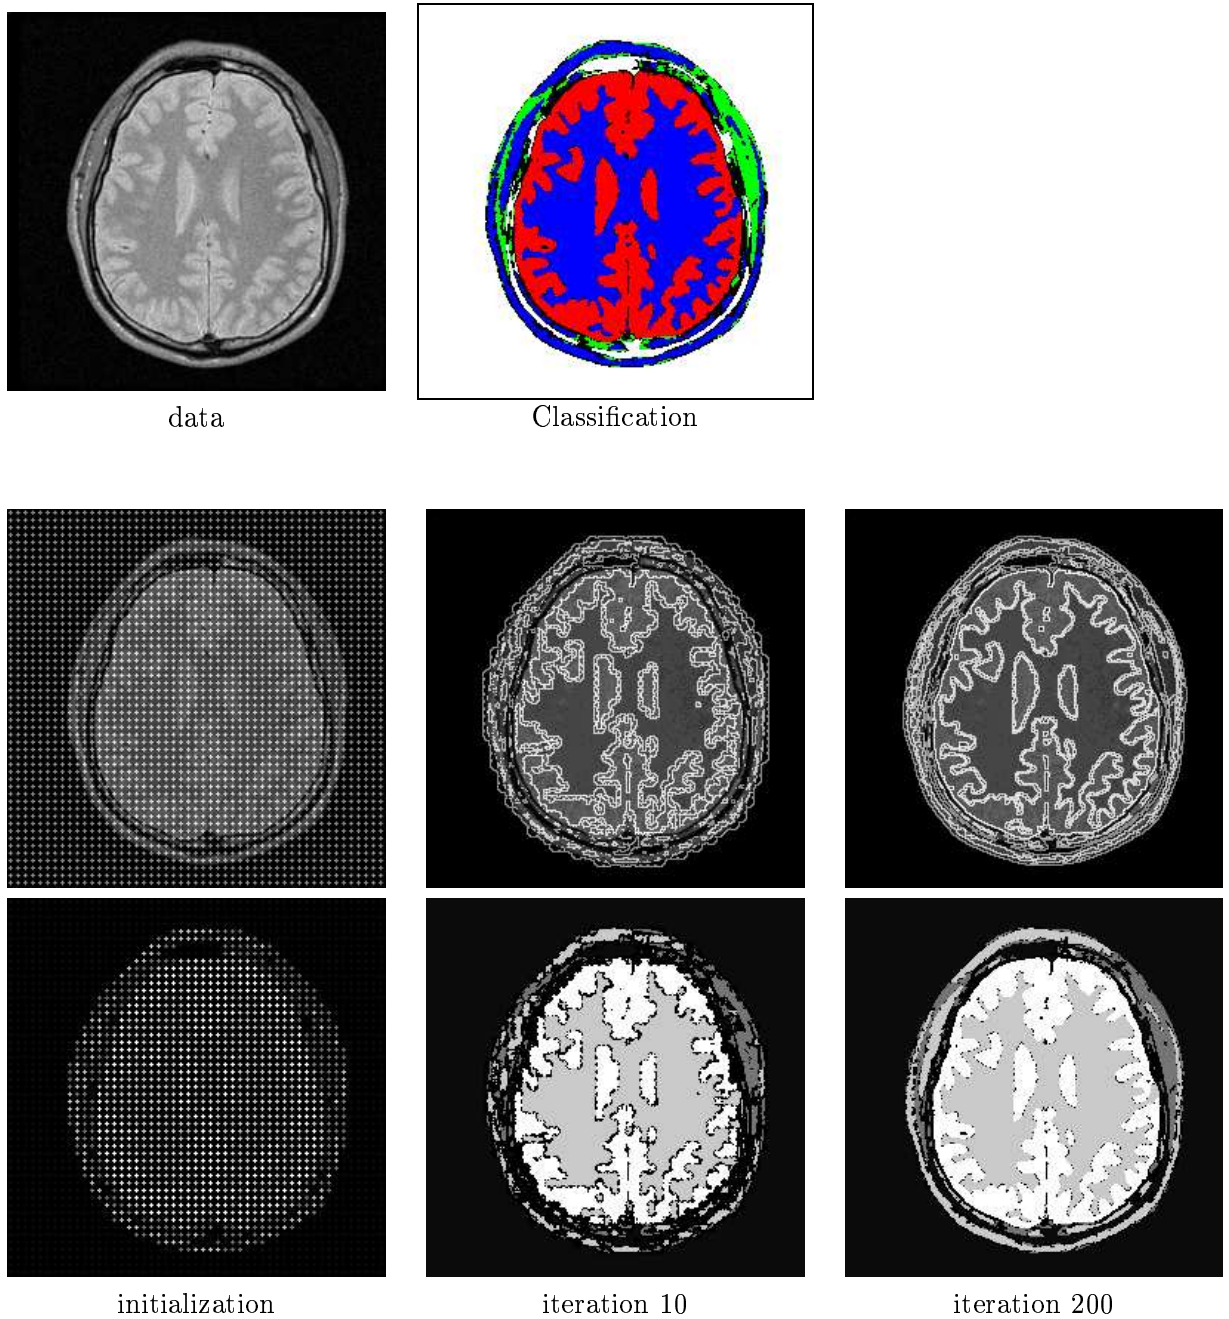 data
Classification
initialization
iteration 10
iteration 200